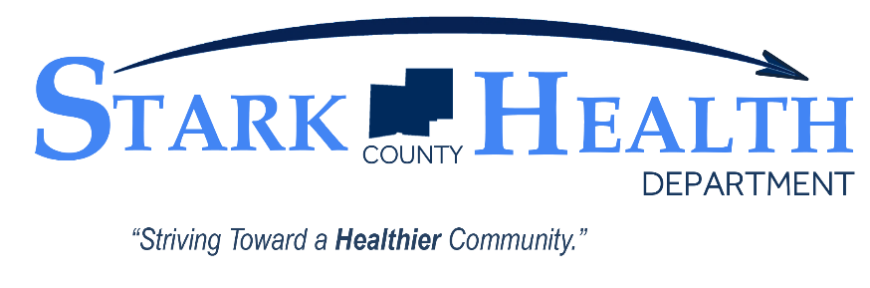 STARK COUNTY HEALTH
DEPARTMENT
“Striving Toward a Healthier Community.”